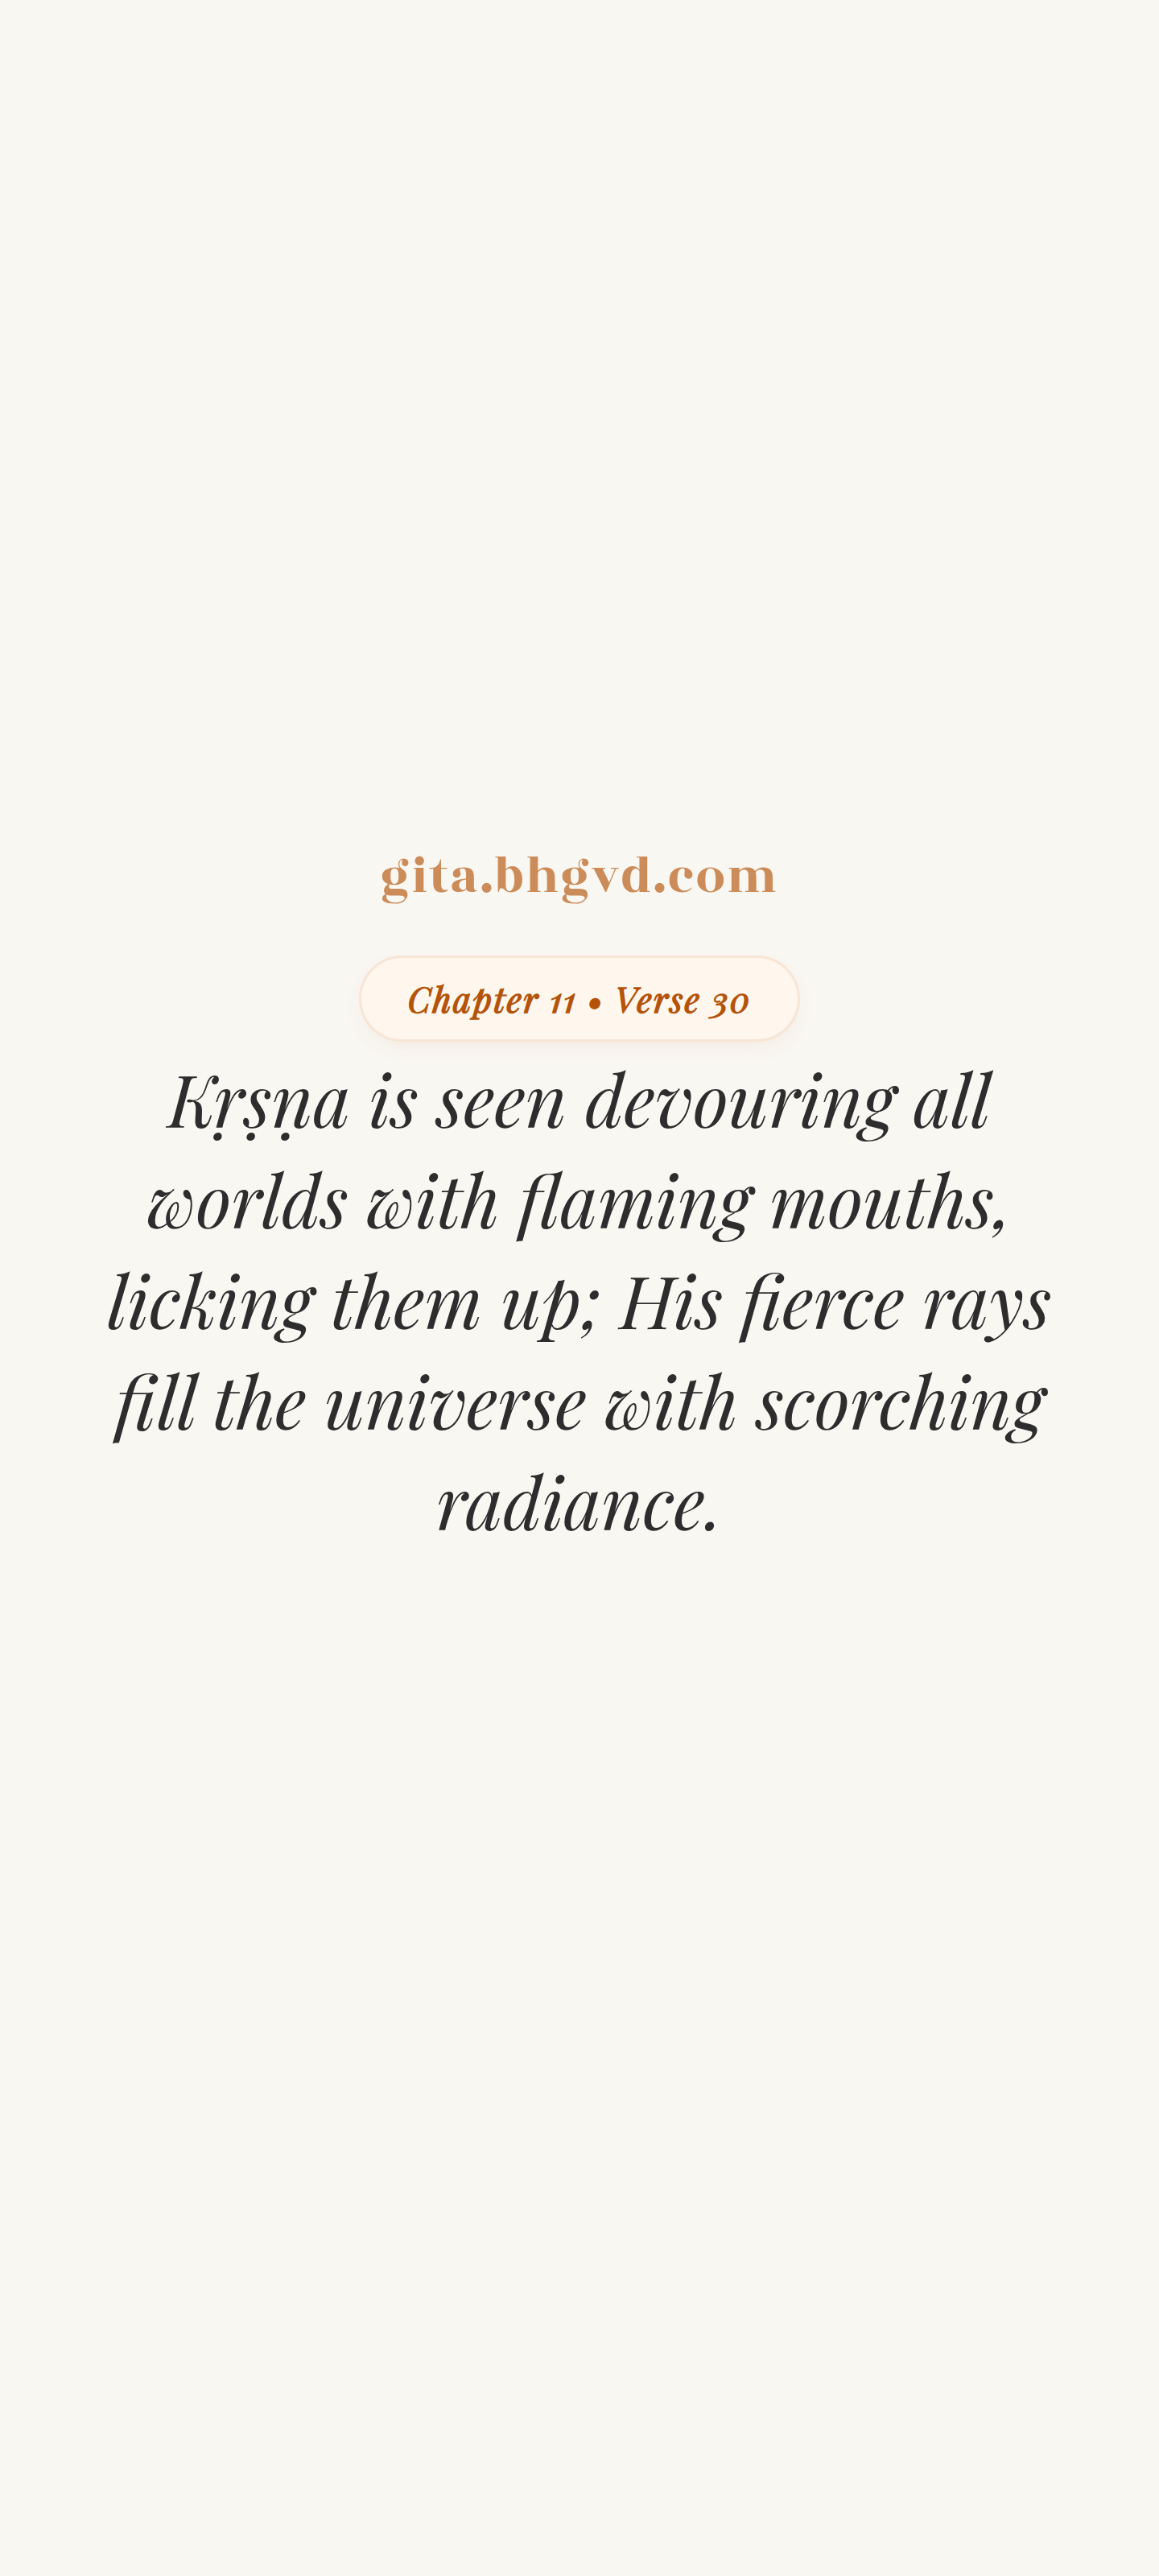 gita.bhgvd.com
Chapter 11 • Verse 30
Kṛṣṇa is seen devouring all
worlds with flaming mouths,
licking them up; His fierce rays
fill the universe with scorching
radiance.